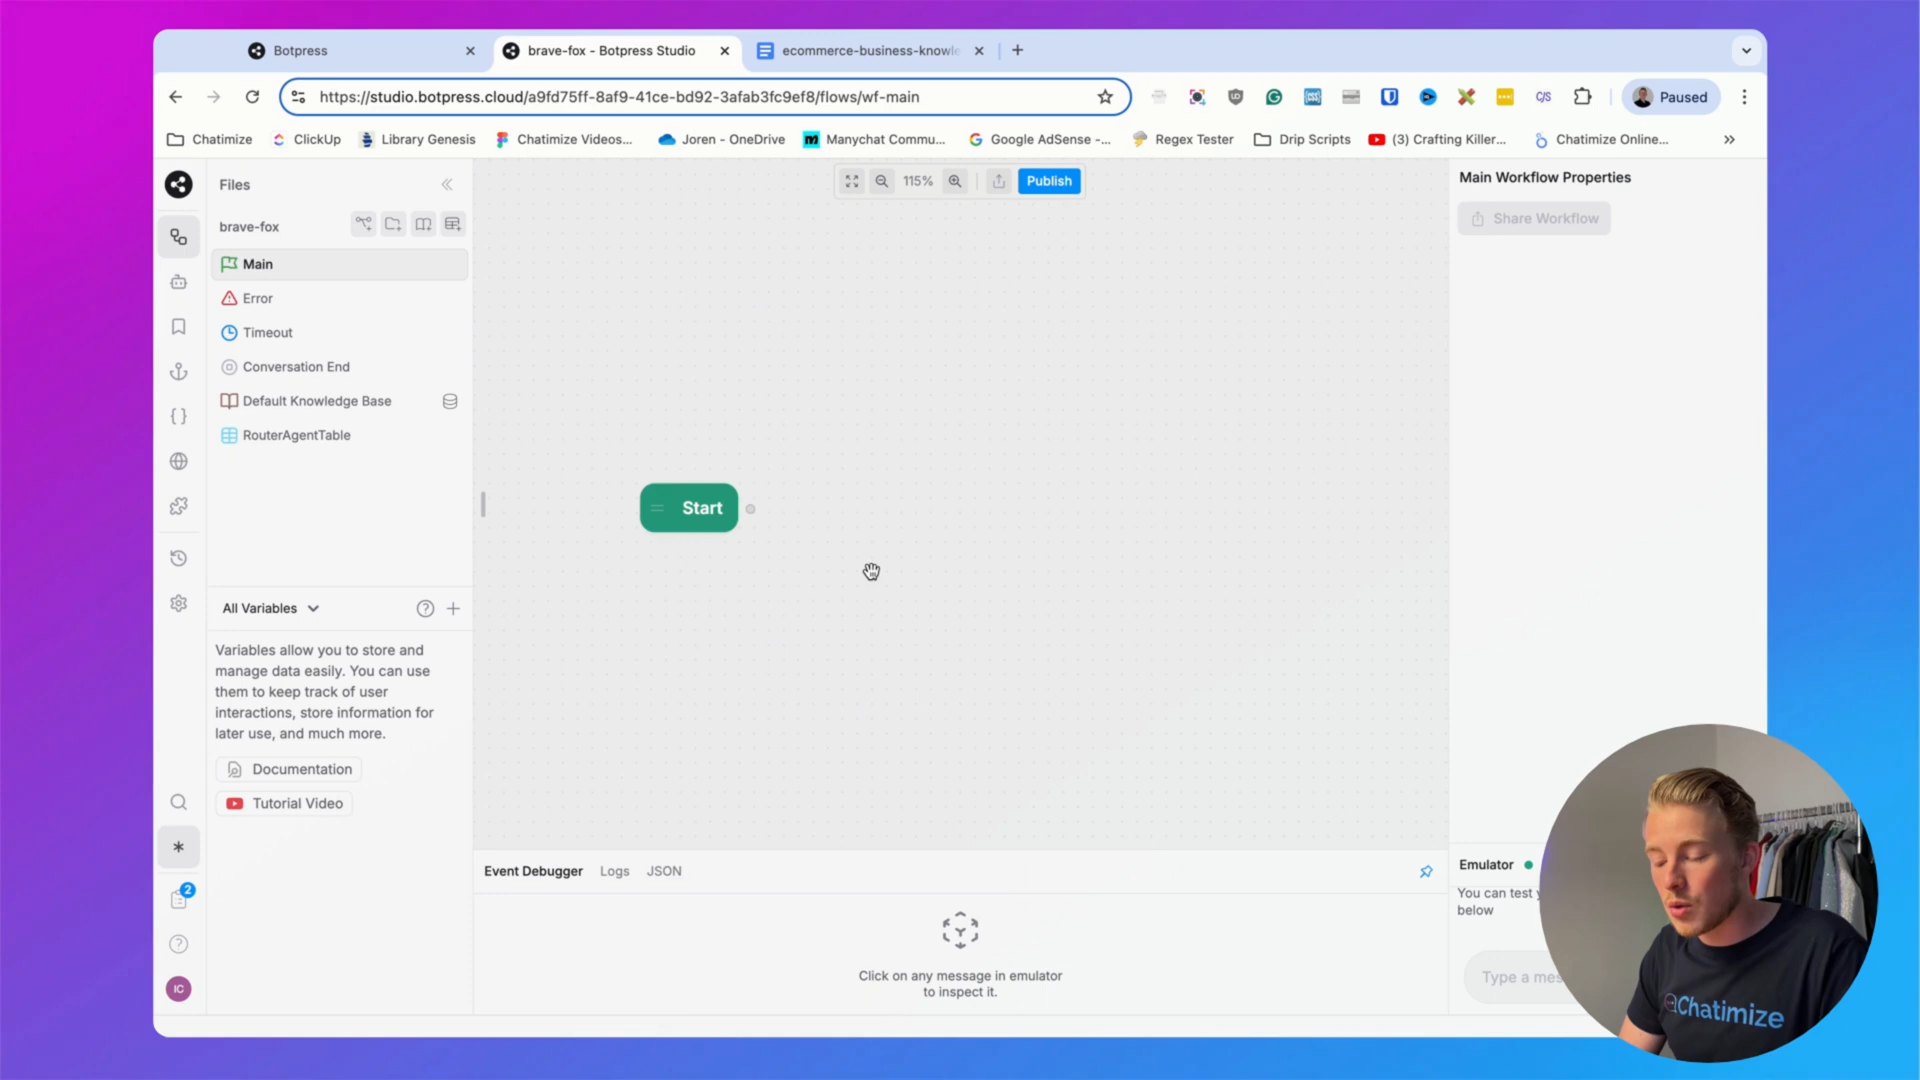 Botpress
brave-fox - Botpress Studio
ecommerce-business-knowle
https://studio.botpress.cloud/a9fd75ff-8af9-41ce-bd92-3afab3fc9ef8/flows/wf-main
Paused
Chatimize
ClickUp
Library Genesis
Chatimize Videos...
Joren - OneDrive
Manychat Commu...
Google AdSense -...
Regex Tester
Drip Scripts
(3) Crafting Killer...
Chatimize Online...
Files
115%
Publish
Main Workflow Properties
Share Workflow
brave-fox
Main
Error
Timeout
Conversation End
Default Knowledge Base
RouterAgentTable
Start
All Variables
Variables allow you to store and
manage data easily. You can use
them to keep track of user
interactions, store information for
later use, and much more.
Documentation
Tutorial Video
2
IC
Event Debugger
Logs
JSON
Click on any message in emulator
to inspect it.
Emulator
You can test
below
Type a mes
Chatimize